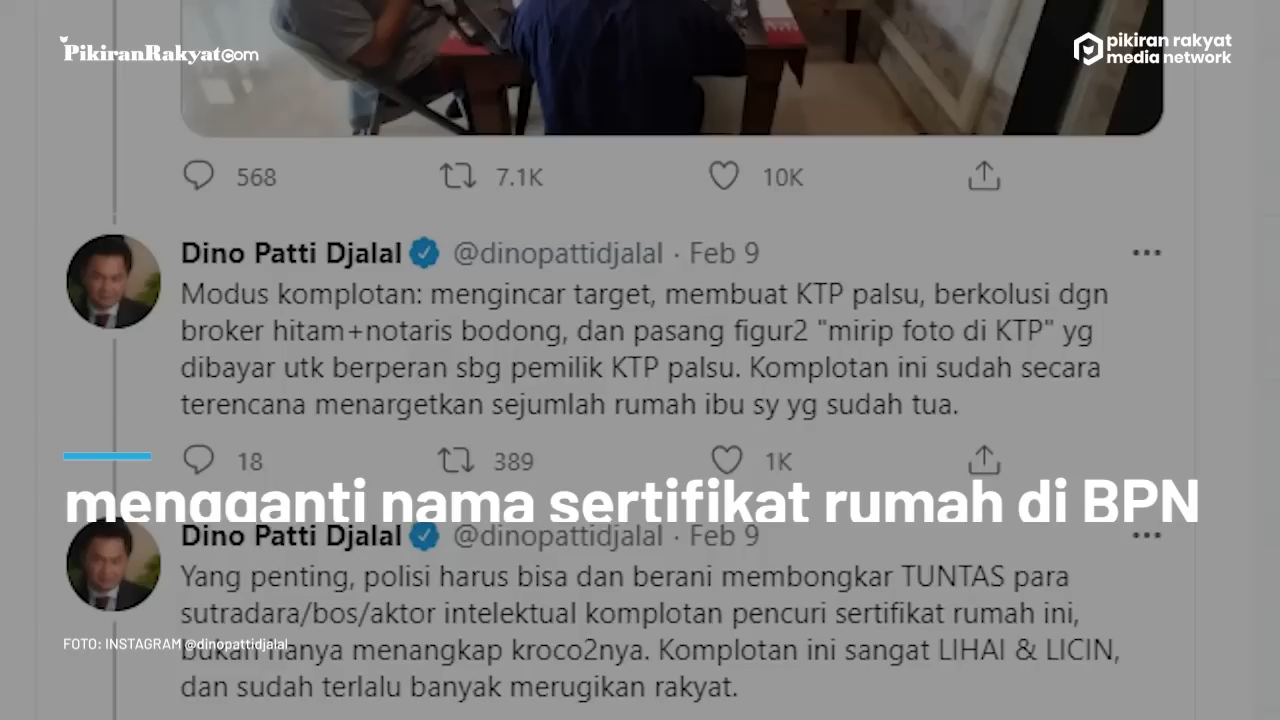 PikiranRakyat.com
pikiran rakyat
media network
568 7.1K 10K
Dino Patti Djalal @dinopattidjalal · Feb 9
Modus komplotan: mengincar target, membuat KTP palsu, berkolusi dgn
broker hitam+notaris bodong, dan pasang figur2 "mirip foto di KTP" yg
dibayar utk berperan sbg pemilik KTP palsu. Komplotan ini sudah secara
terencana menargetkan sejumlah rumah ibu sy yg sudah tua.
18 389 1K
mengganti nama sertifikat rumah di BPN
Dino Patti Djalal @dinopattidjalal · Feb 9
Yang penting, polisi harus bisa dan berani membongkar TUNTAS para
sutradara/bos/aktor intelektual komplotan pencuri sertifikat rumah ini,
FOTO: INSTAGRAM @dinopattidjalal
bukan hanya menangkap kroco2nya. Komplotan ini sangat LIHAI & LICIN,
dan sudah terlalu banyak merugikan rakyat.